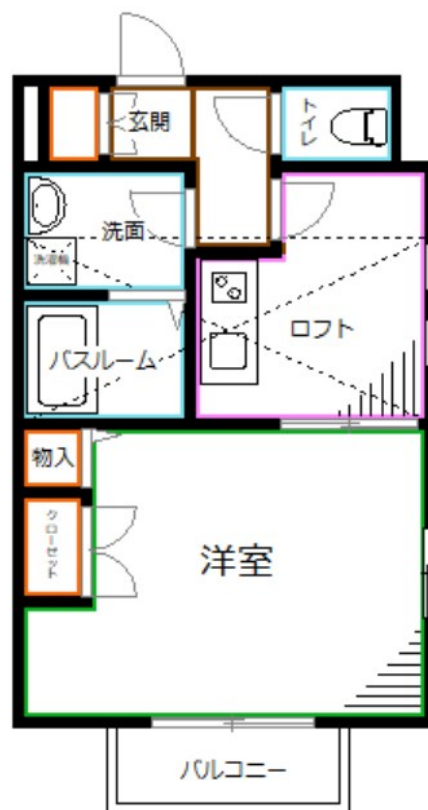 玄関
トイレ
洗面
洗濯機
ロフト
バスルーム
物入
クローゼット
洋室
バルコニー